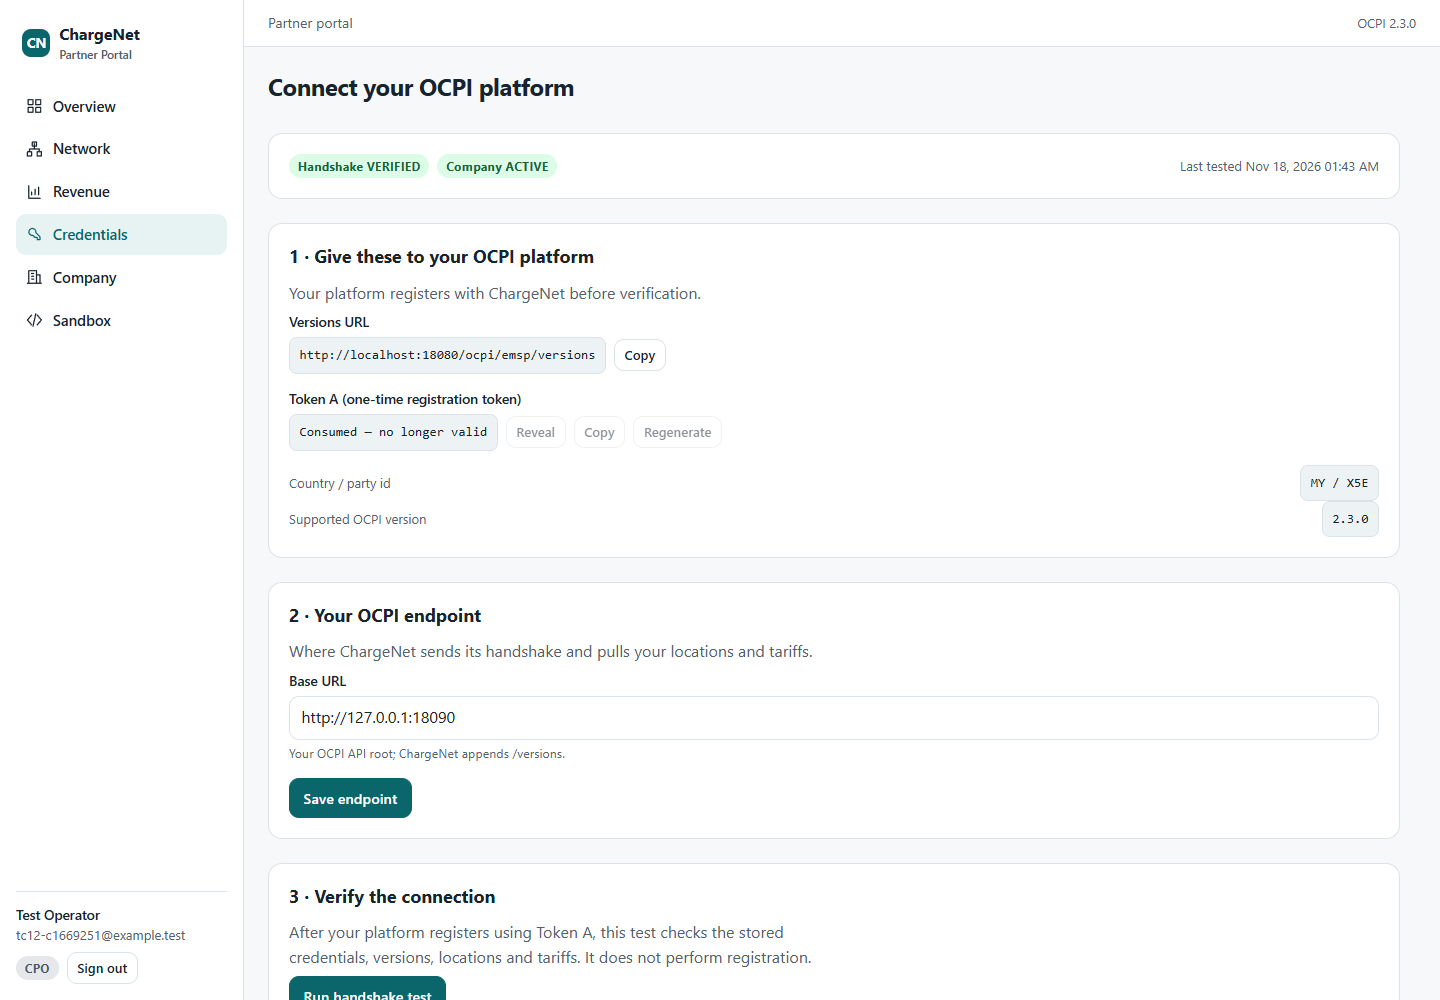 CN
ChargeNet
Partner Portal
Overview
Network
Revenue
Credentials
Company
Sandbox
Test Operator
tc12-c1669251@example.test
CPO
Sign out
Partner portal
OCPI 2.3.0
Connect your OCPI platform
Handshake VERIFIED
Company ACTIVE
Last tested Nov 18, 2026 01:43 AM
1 · Give these to your OCPI platform
Your platform registers with ChargeNet before verification.
Versions URL
http://localhost:18080/ocpi/emsp/versions
Copy
Token A (one-time registration token)
Consumed — no longer valid
Reveal
Copy
Regenerate
Country / party id
MY / X5E
Supported OCPI version
2.3.0
2 · Your OCPI endpoint
Where ChargeNet sends its handshake and pulls your locations and tariffs.
Base URL
http://127.0.0.1:18090
Your OCPI API root; ChargeNet appends /versions.
Save endpoint
3 · Verify the connection
After your platform registers using Token A, this test checks the stored
credentials, versions, locations and tariffs. It does not perform registration.
Run handshake test